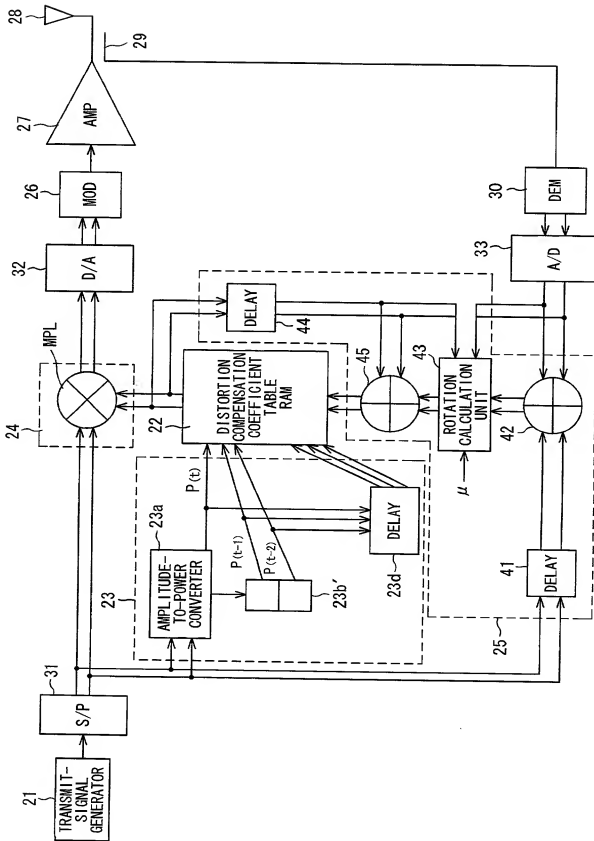 28
29
27
AMP
26
MOD
32
D/A
24
MPL
30
DEM
33
A/D
DELAY
44
45
43
ROTATION
CALCULATION
UNIT
μ
42
22
DISTORTION
COMPENSATION
COEFFICIENT
TABLE
RAM
P(t)
P(t-1)
P(t-2)
23
23a
AMPLITUDE-
TO-POWER
CONVERTER
23b'
DELAY
23d
41
DELAY
25
31
S/P
21
TRANSMIT-
SIGNAL
GENERATOR